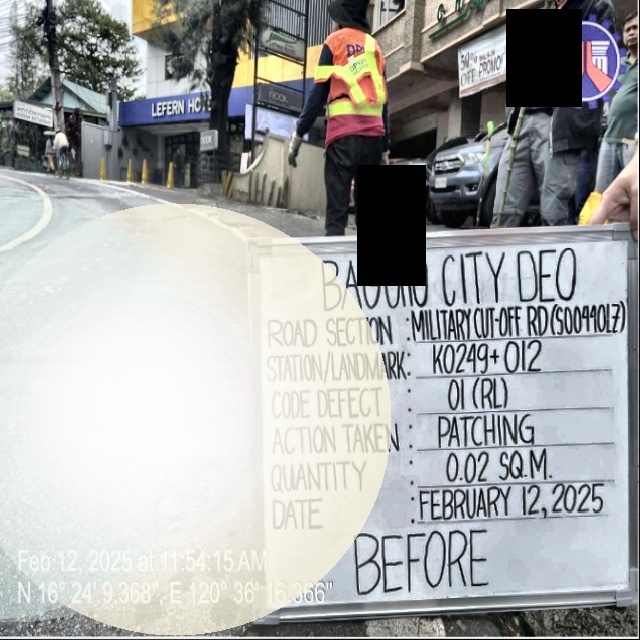 LEFERN HO
NOOK
50%
OFF PROMO
BAGUIO CITY DEO
ROAD SECTION : MILITARY CUT-OFF RD (S00440LZ)
STATION/LANDMARK: K0249+012
CODE DEFECT : 01 (RL)
ACTION TAKEN : PATCHING
QUANTITY : 0.02 SQ.M.
DATE : FEBRUARY 12, 2025
BEFORE
Feb 12, 2025 at 11:54:15 AM
N 16° 24' 9.368", E 120° 36' 16.366"